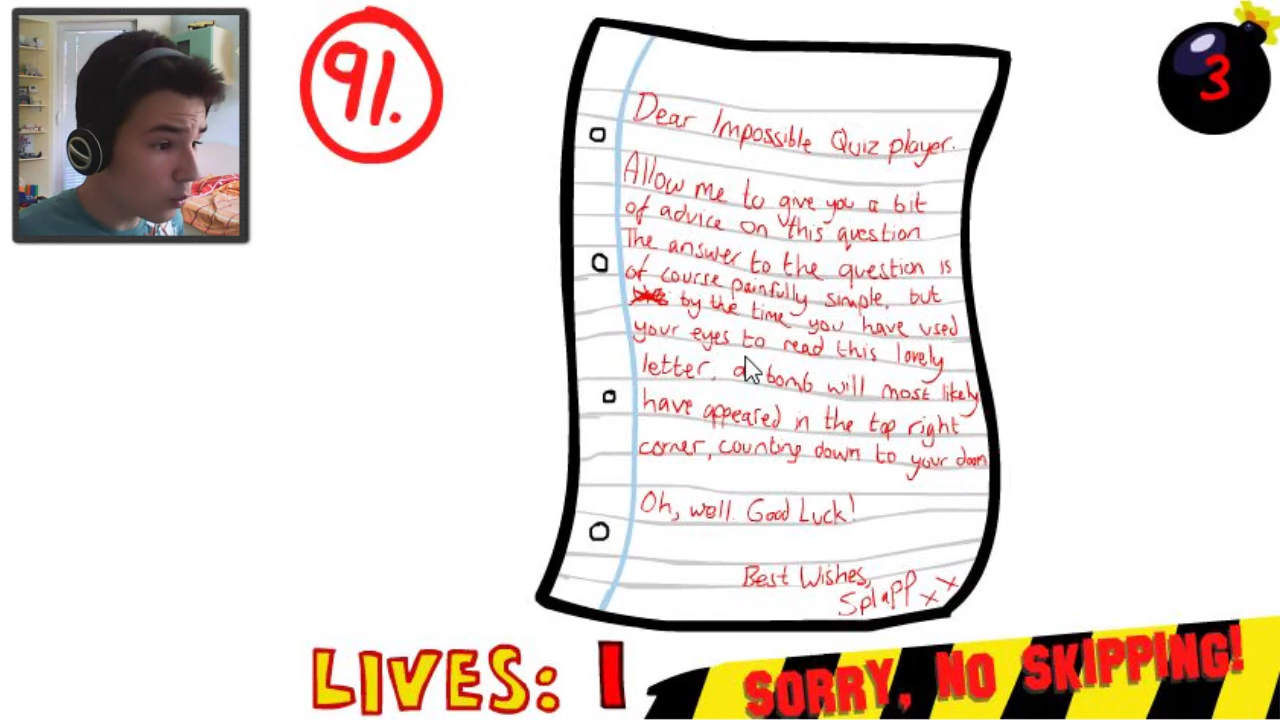 91.
3
Dear Impossible Quiz player.
Allow me to give you a bit
of advice on this question
The answer to the question is
of course painfully simple, but
by the time you have used
your eyes to read this lovely
letter, a bomb will most likely
have appeared in the top right
corner, counting down to your doom
Oh, well. Good Luck!
Best Wishes,
Splapp x x
LIVES: 1
SORRY, NO SKIPPING!